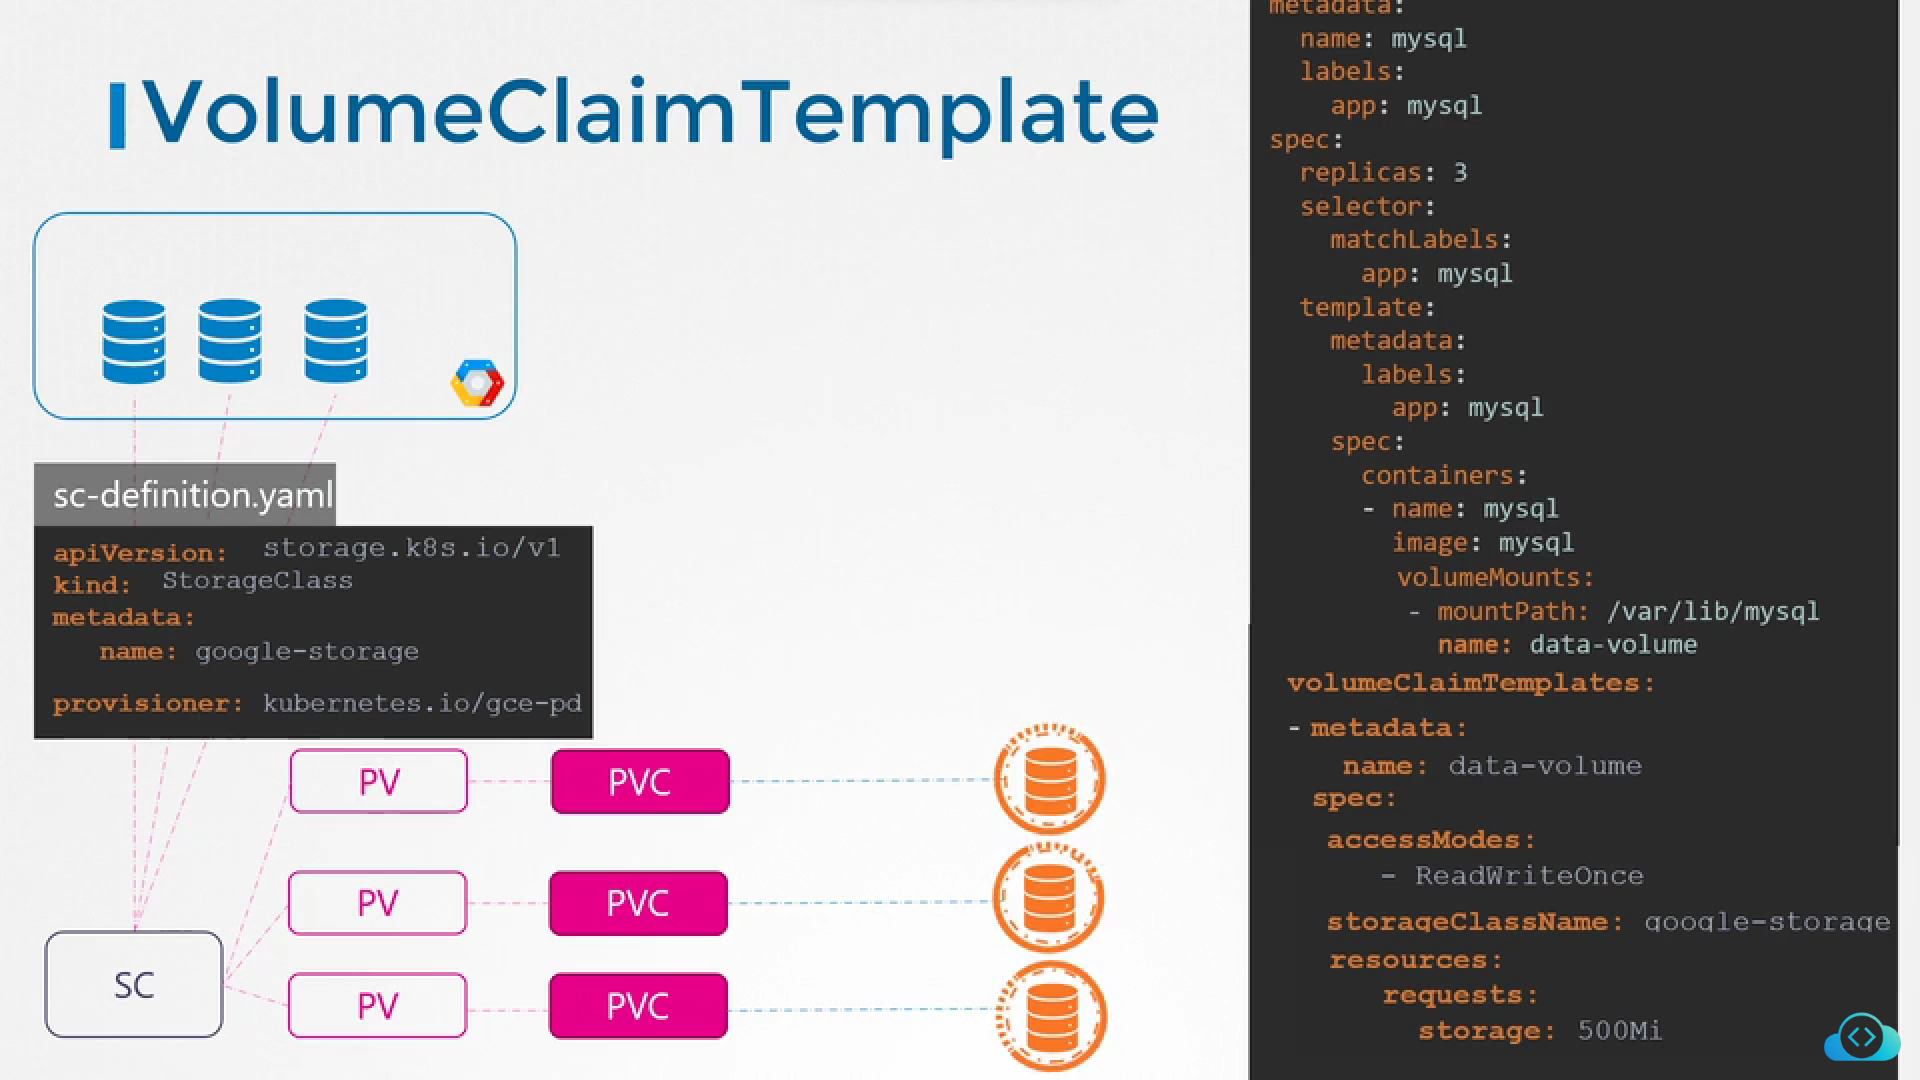 VolumeClaimTemplate
sc-definition.yaml
apiVersion: storage.k8s.io/v1
kind: StorageClass
metadata:
name: google-storage
provisioner: kubernetes.io/gce-pd
PV
PVC
PV
PVC
SC
PV
PVC
metadata:
name: mysql
labels:
app: mysql
spec:
replicas: 3
selector:
matchLabels:
app: mysql
template:
metadata:
labels:
app: mysql
spec:
containers:
- name: mysql
image: mysql
volumeMounts:
- mountPath: /var/lib/mysql
name: data-volume
volumeClaimTemplates:
- metadata:
name: data-volume
spec:
accessModes:
- ReadWriteOnce
storageClassName: google-storage
resources:
requests:
storage: 500Mi